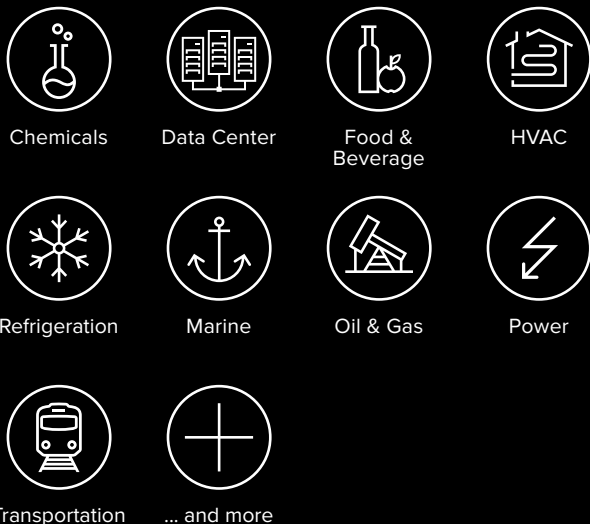 Chemicals
Data Center
Food &
Beverage
HVAC
Refrigeration
Marine
Oil & Gas
Power
Transportation
... and more